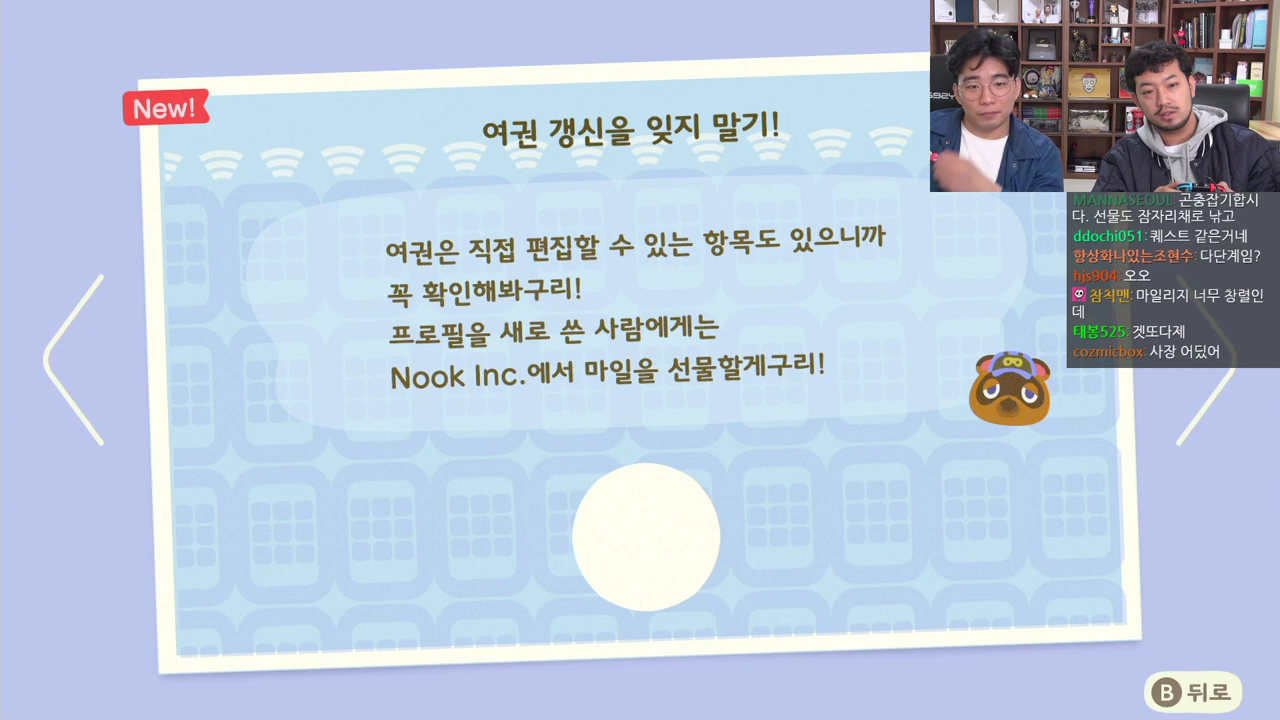 New!
여권 갱신을 잊지 말기!
여권은 직접 편집할 수 있는 항목도 있으니까
꼭 확인해봐구리!
프로필을 새로 쓴 사람에게는
Nook Inc.에서 마일을 선물할게구리!
MANNASEOUL: 곤충잡기합시
다. 선물도 잠자리채로 낚고
ddochi051: 퀘스트 같은거네
항상화나있는조현수: 다단계임?
hjs904: 오오
참칙맨: 마일리지 너무 창렬인
데
태봉525: 겟또다제
cozmicbox: 사장 어딨어
B 뒤로